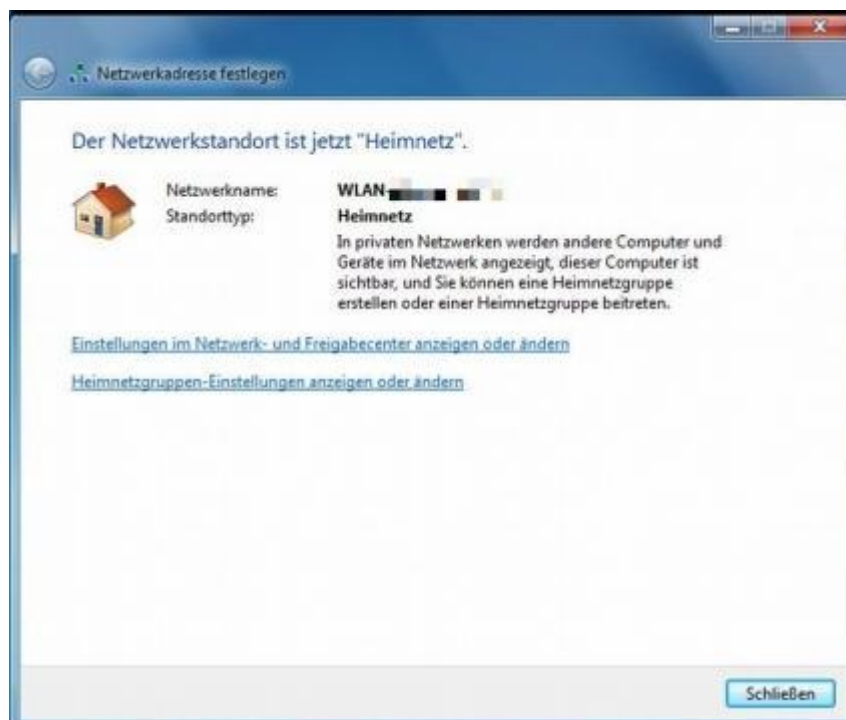 Netzwerkadresse festlegen
Der Netzwerkstandort ist jetzt "Heimnetz".
Netzwerkname: WLAN-
Standorttyp: Heimnetz
In privaten Netzwerken werden andere Computer und
Geräte im Netzwerk angezeigt, dieser Computer ist
sichtbar, und Sie können eine Heimnetzgruppe
erstellen oder einer Heimnetzgruppe beitreten.
Einstellungen im Netzwerk- und Freigabecenter anzeigen oder ändern
Heimnetzgruppen-Einstellungen anzeigen oder ändern
Schließen